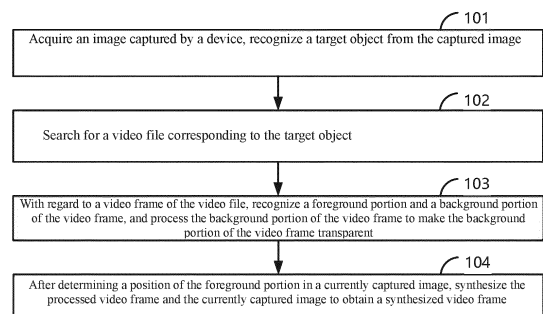 101
Acquire an image captured by a device, recognize a target object from the captured image
102
Search for a video file corresponding to the target object
103
With regard to a video frame of the video file, recognize a foreground portion and a background portion
of the video frame, and process the background portion of the video frame to make the background
portion of the video frame transparent
104
After determining a position of the foreground portion in a currently captured image, synthesize the
processed video frame and the currently captured image to obtain a synthesized video frame